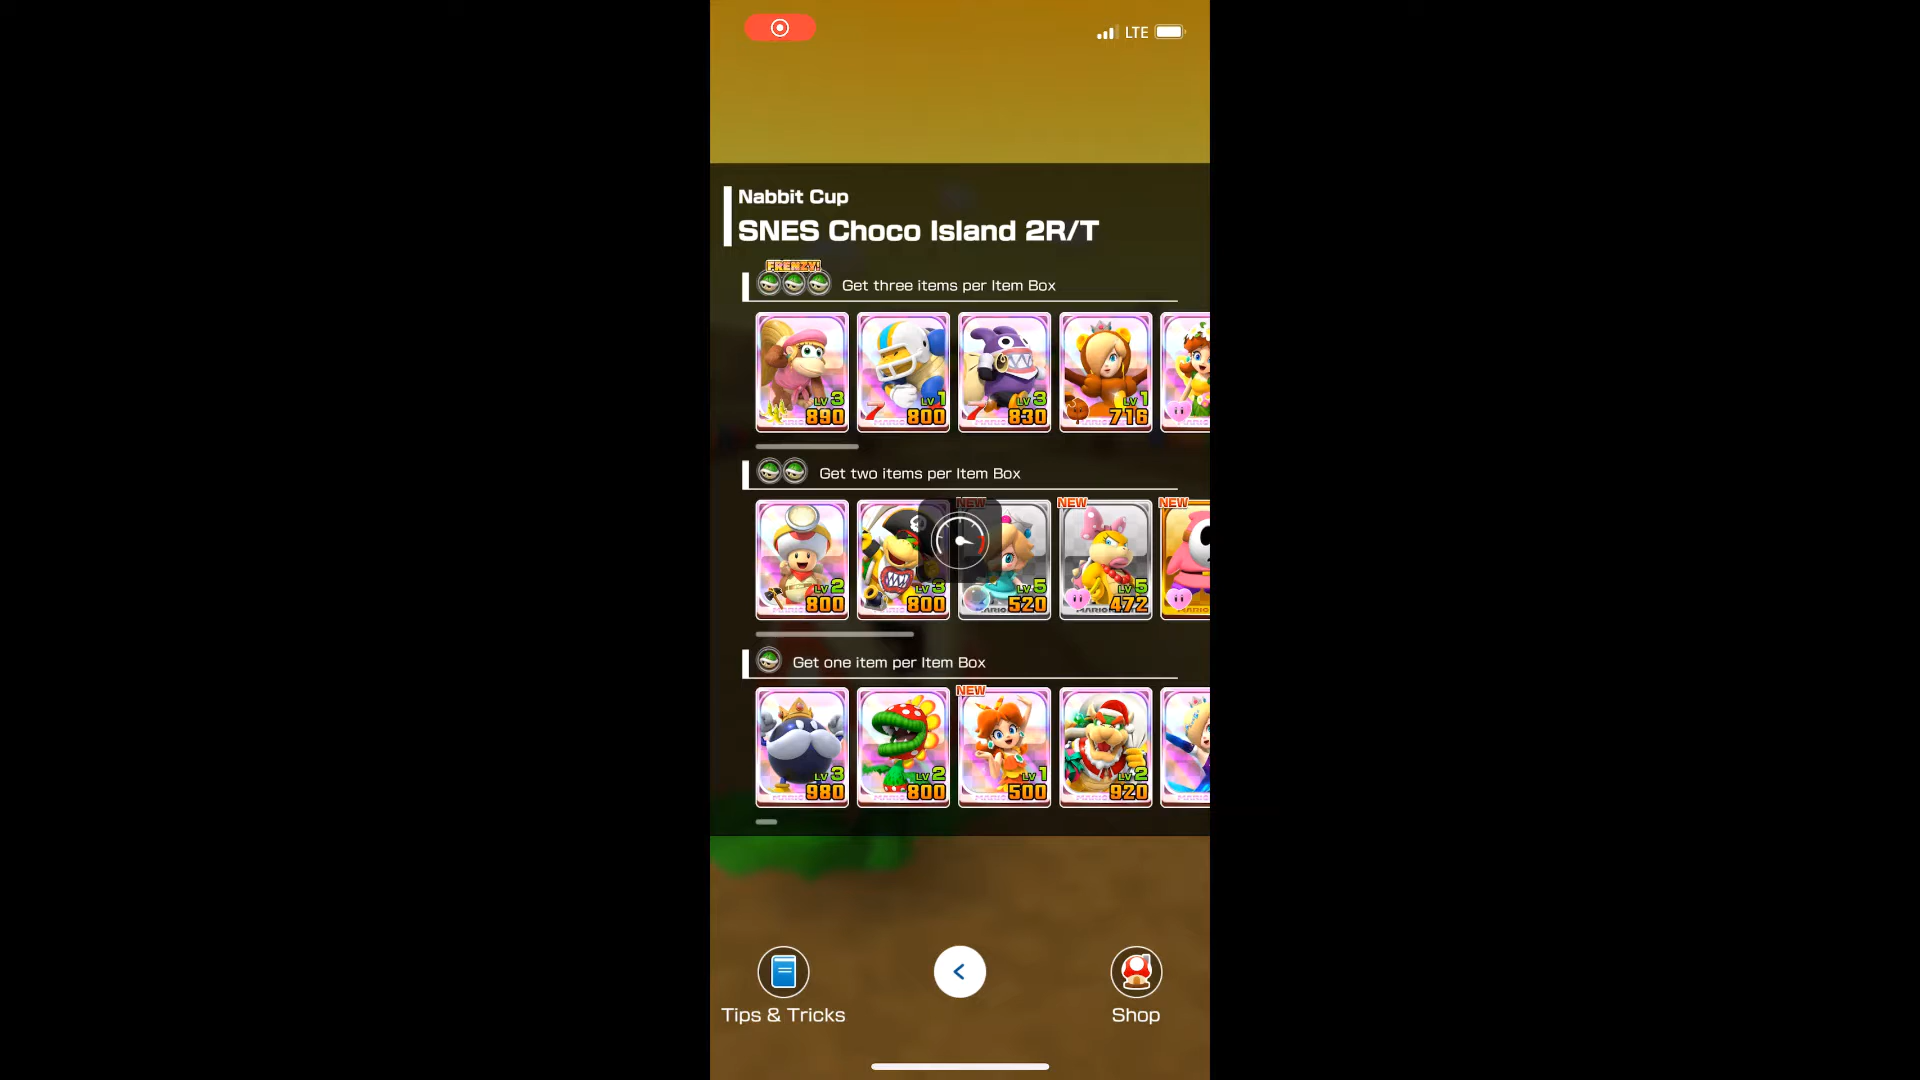 LTE
Nabbit Cup
SNES Choco Island 2R/T
FRENZY!
Get three items per Item Box
LV 3 LV 1 LV 3 LV 1
890 800 830 716
Get two items per Item Box
NEW NEW NEW
LV 2 LV 3 LV 5 LV 5
800 800 520 472
Get one item per Item Box
NEW
LV 3 LV 2 LV 1 LV 2
980 800 500 920
Tips & Tricks
Shop